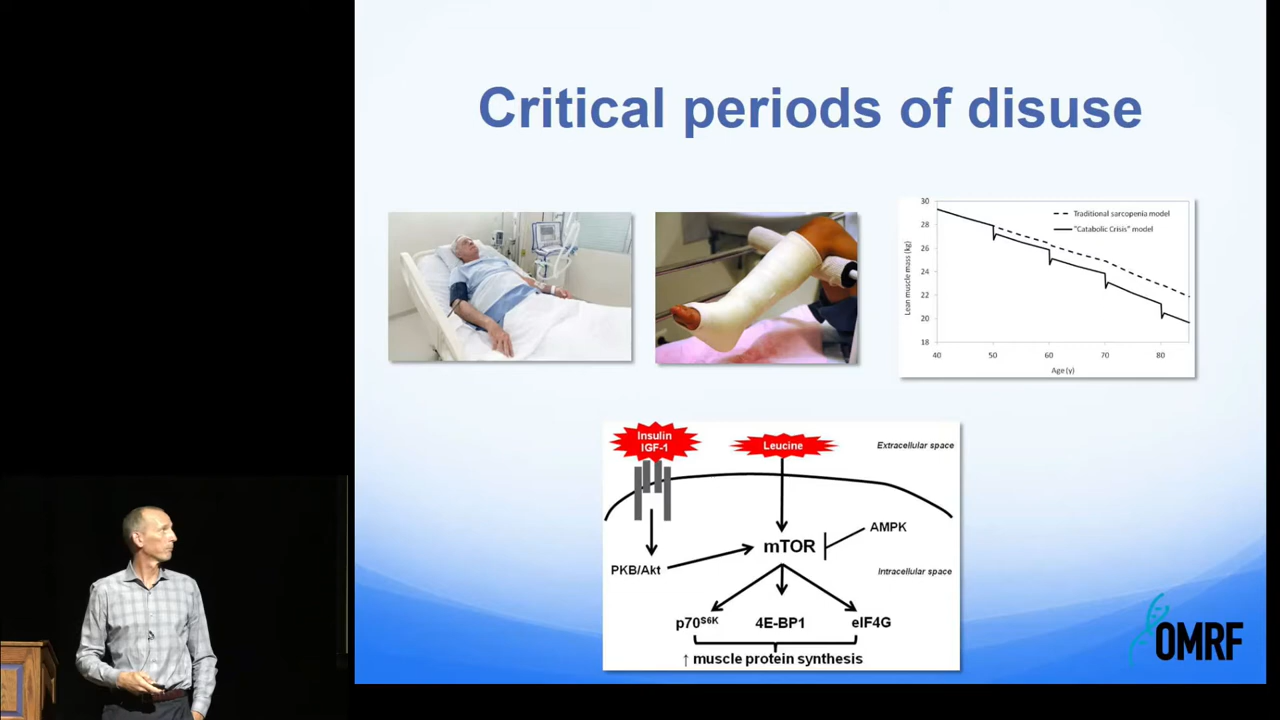 Critical periods of disuse
30
28
26
24
22
20
18
Lean muscle mass (kg)
Traditional sarcopenia model
"Catabolic Crisis" model
40 50 60 70 80
Age (y)
Insulin
IGF-1
Leucine
Extracellular space
AMPK
mTOR
PKB/Akt
Intracellular space
p70S6K 4E-BP1 eIF4G
↑ muscle protein synthesis
OMRF